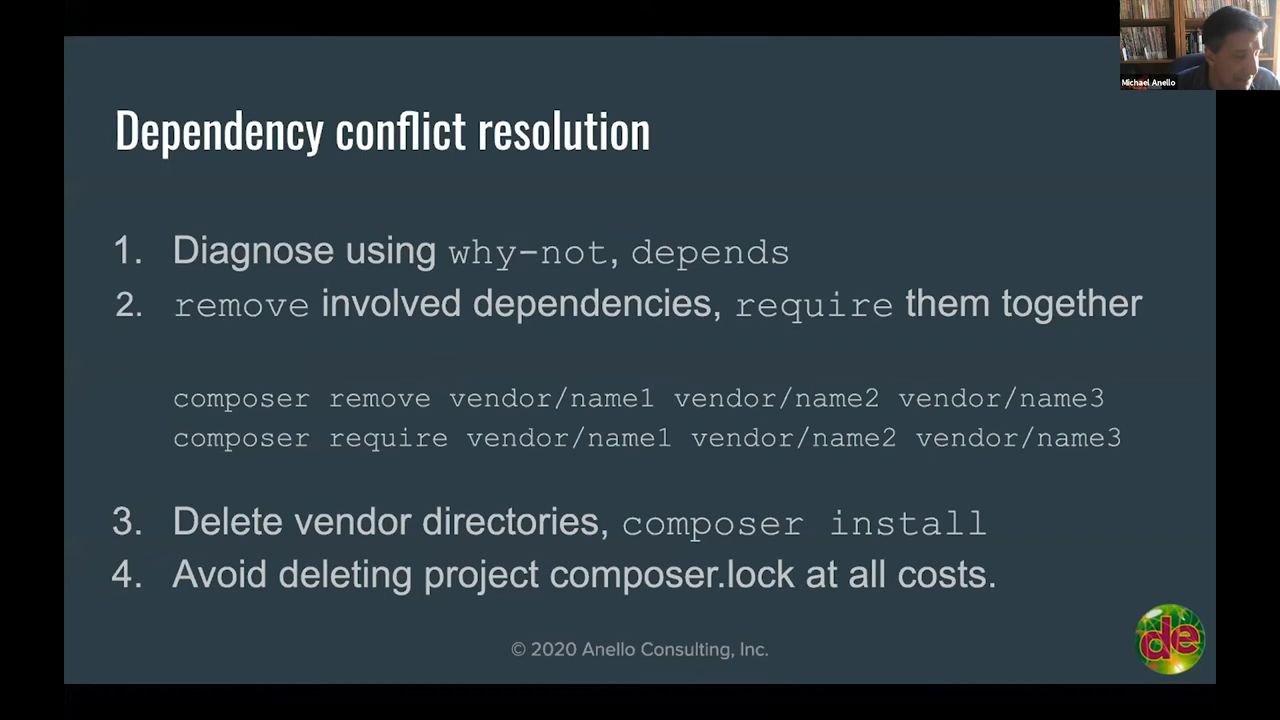 Michael Anello
Dependency conflict resolution
1. Diagnose using why-not, depends
2. remove involved dependencies, require them together
composer remove vendor/name1 vendor/name2 vendor/name3
composer require vendor/name1 vendor/name2 vendor/name3
3. Delete vendor directories, composer install
4. Avoid deleting project composer.lock at all costs.
© 2020 Anello Consulting, Inc.
de